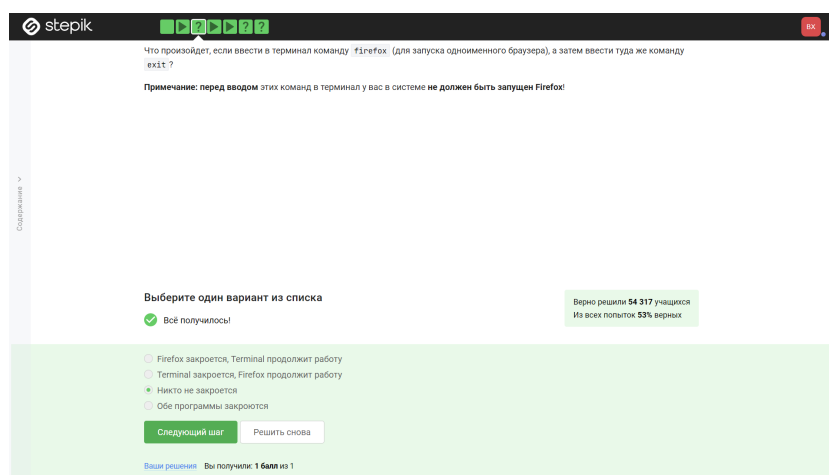 stepik
?
?
?
BX
Что произойдет, если ввести в терминал команду firefox (для запуска одноименного браузера), а затем ввести туда же команду
exit ?
Примечание: перед вводом этих команд в терминал у вас в системе не должен быть запущен Firefox!
Содержание >
Выберите один вариант из списка
Верно решили 54 317 учащихся
Из всех попыток 53% верных
Всё получилось!
Firefox закроется, Terminal продолжит работу
Terminal закроется, Firefox продолжит работу
Никто не закроется
Обе программы закроются
Следующий шаг
Решить снова
Ваши решения Вы получили: 1 балл из 1